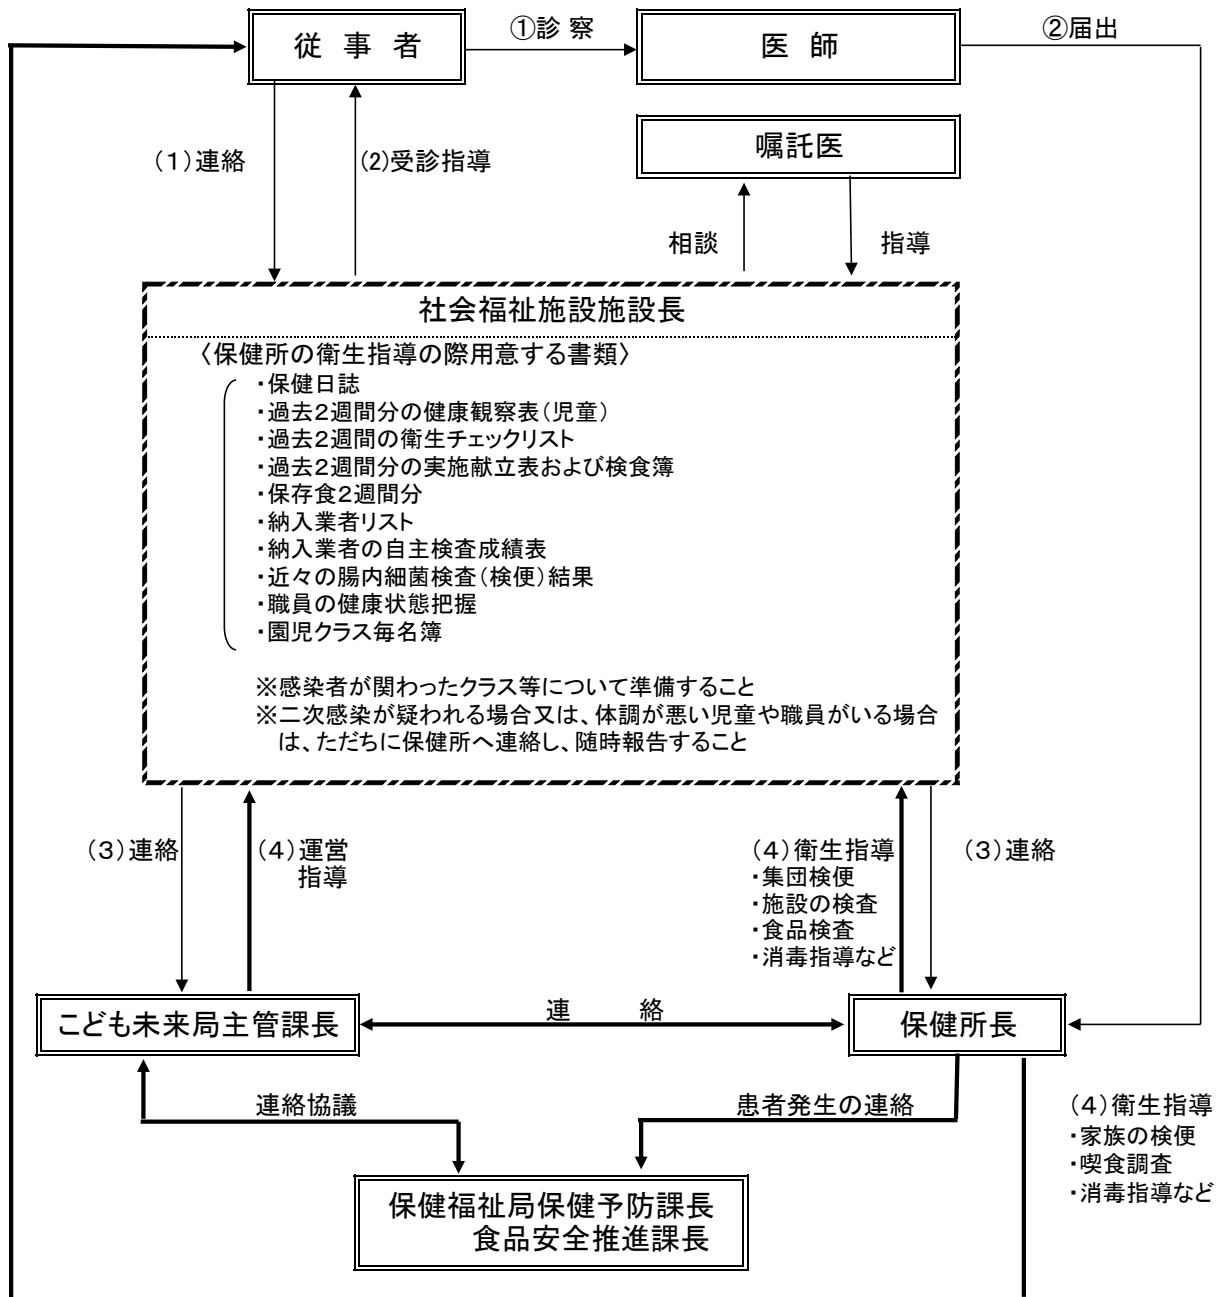 従 事 者
①診 察
医 師
②届出
嘱託医
(1)連絡
(2)受診指導
相談
指導
社会福祉施設施設長
〈保健所の衛生指導の際用意する書類〉
・保健日誌
・過去2週間分の健康観察表(児童)
・過去2週間の衛生チェックリスト
・過去2週間分の実施献立表および検食簿
・保存食2週間分
・納入業者リスト
・納入業者の自主検査成績表
・近々の腸内細菌検査(検便)結果
・職員の健康状態把握
・園児クラス毎名簿
※感染者が関わったクラス等について準備すること
※二次感染が疑われる場合又は、体調が悪い児童や職員がいる場合
は、ただちに保健所へ連絡し、随時報告すること
(3)連絡
(4)運営
指導
(4)衛生指導
・集団検便
・施設の検査
・食品検査
・消毒指導など
(3)連絡
こども未来局主管課長
連 絡
保健所長
連絡協議
患者発生の連絡
(4)衛生指導
・家族の検便
・喫食調査
・消毒指導など
保健福祉局保健予防課長
食品安全推進課長